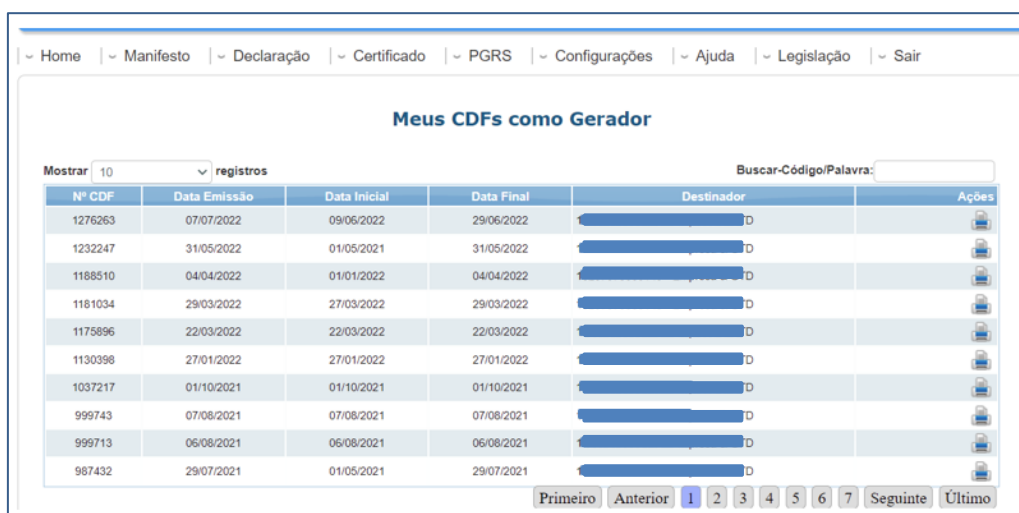 Home Manifesto Declaração Certificado PGRS Configurações Ajuda Legislação Sair
Meus CDFs como Gerador
Mostrar 10 registros Buscar-Código/Palavra:
Nº CDF Data Emissão Data Inicial Data Final Destinador Ações
1276263 07/07/2022 09/06/2022 29/06/2022
1232247 31/05/2022 01/05/2021 31/05/2022
1188510 04/04/2022 01/01/2022 04/04/2022
1181034 29/03/2022 27/03/2022 29/03/2022
1175896 22/03/2022 22/03/2022 22/03/2022
1130398 27/01/2022 27/01/2022 27/01/2022
1037217 01/10/2021 01/10/2021 01/10/2021
999743 07/08/2021 07/08/2021 07/08/2021
999713 06/08/2021 06/08/2021 06/08/2021
987432 29/07/2021 01/05/2021 29/07/2021
Primeiro Anterior 1 2 3 4 5 6 7 Seguinte Último